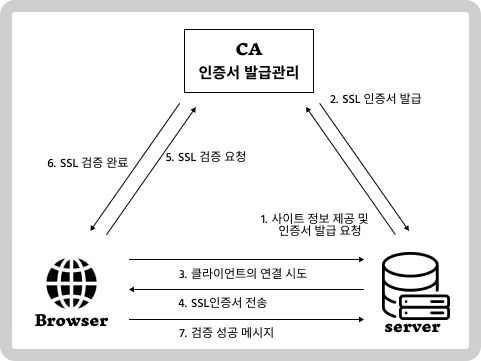 CA
인증서 발급관리
2. SSL 인증서 발급
6. SSL 검증 완료
5. SSL 검증 요청
1. 사이트 정보 제공 및
인증서 발급 요청
3. 클라이언트의 연결 시도
4. SSL인증서 전송
7. 검증 성공 메시지
Browser
server